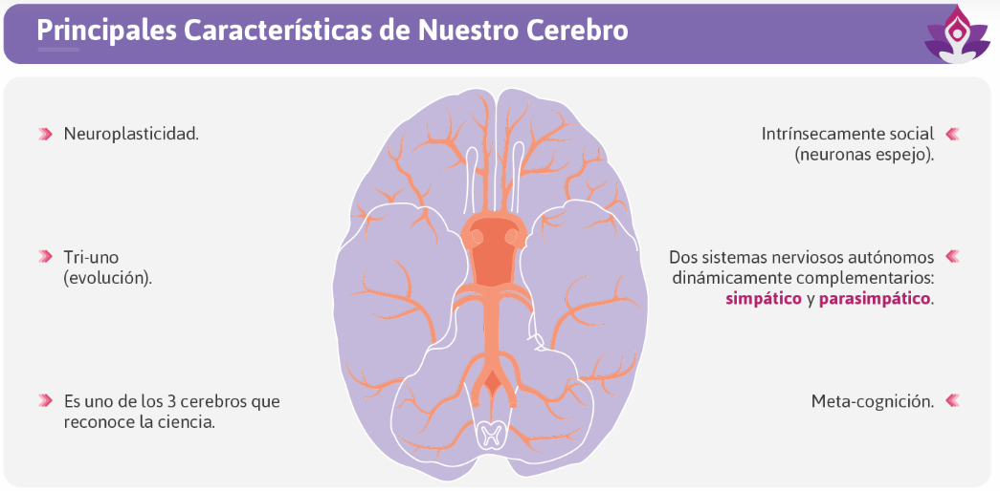 Principales Características de Nuestro Cerebro
Neuroplasticidad.
Tri-uno
(evolución).
Es uno de los 3 cerebros que
reconoce la ciencia.
Intrínsecamente social
(neuronas espejo).
Dos sistemas nerviosos autónomos
dinámicamente complementarios:
simpático y parasimpático.
Meta-cognición.